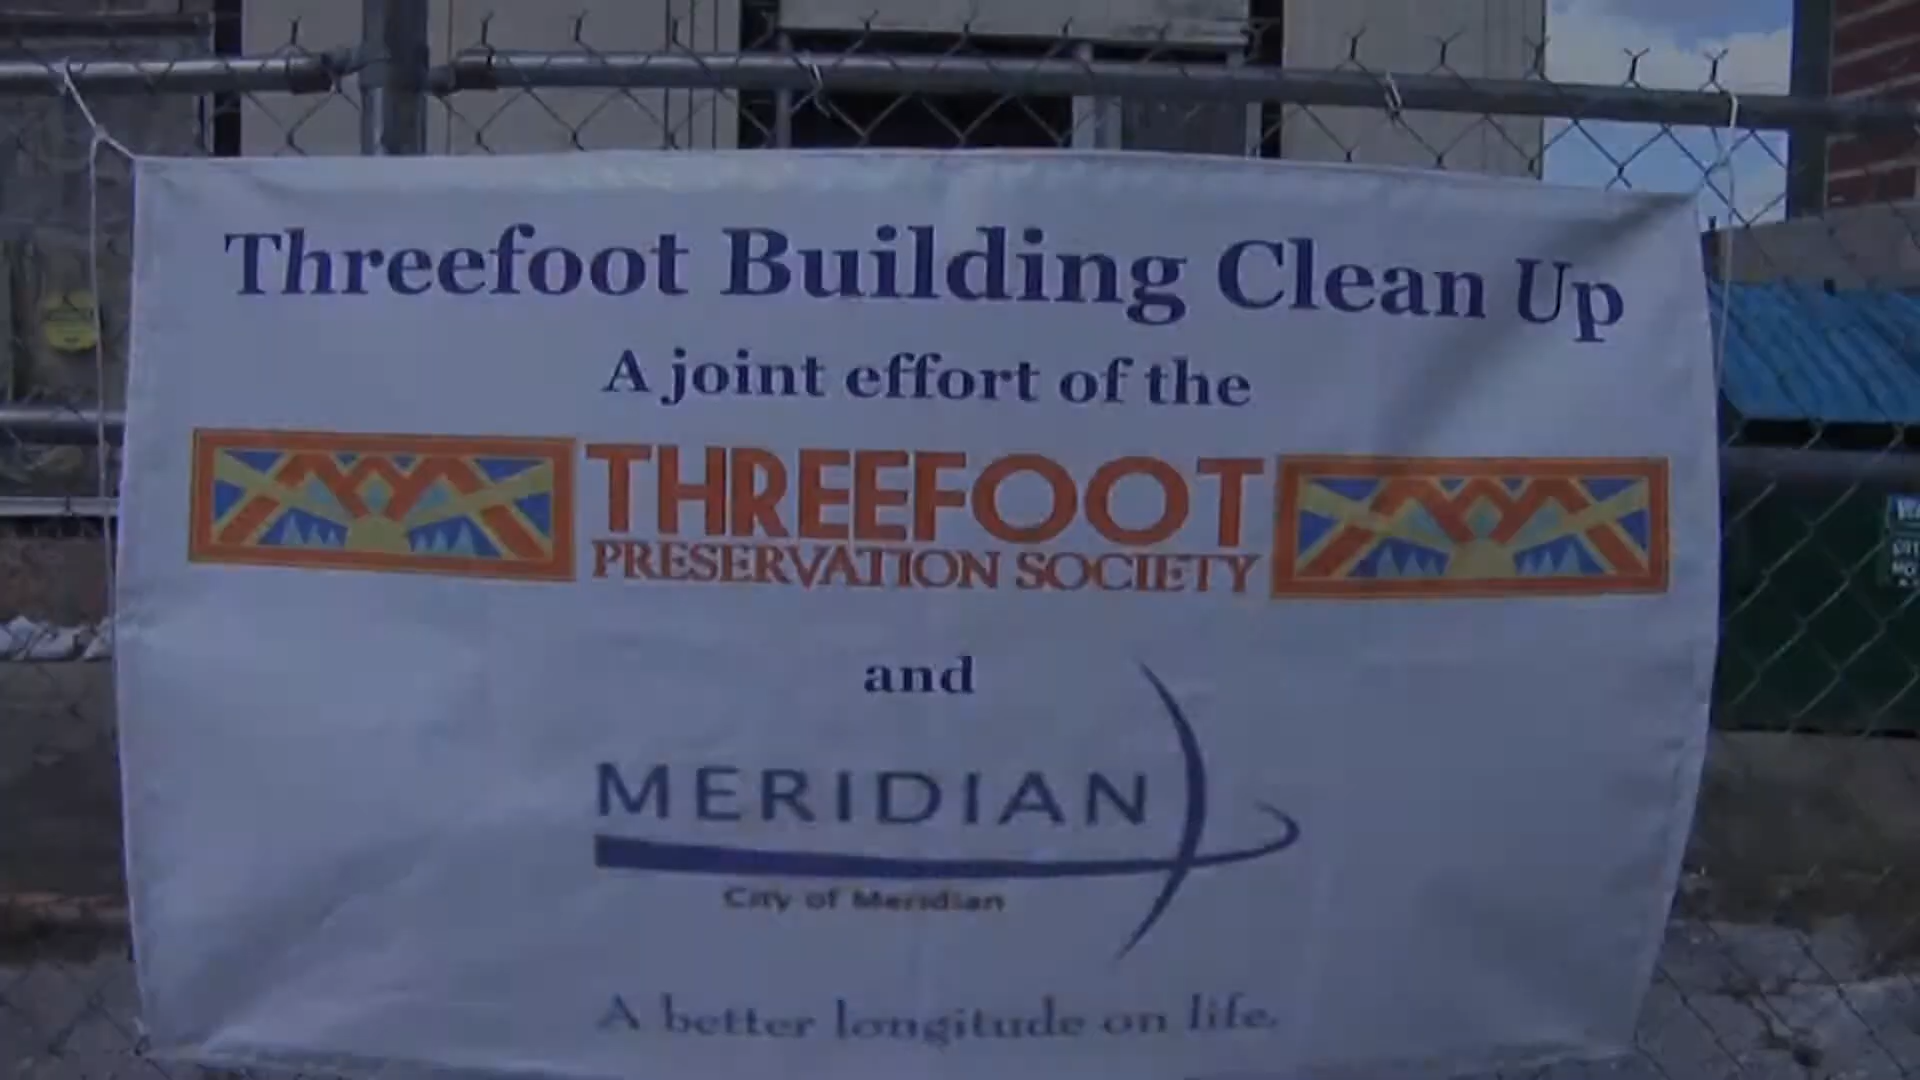 Threefoot Building Clean Up
A joint effort of the
THREEFOOT
PRESERVATION SOCIETY
and
MERIDIAN
City of Meridian
A better longitude on life.